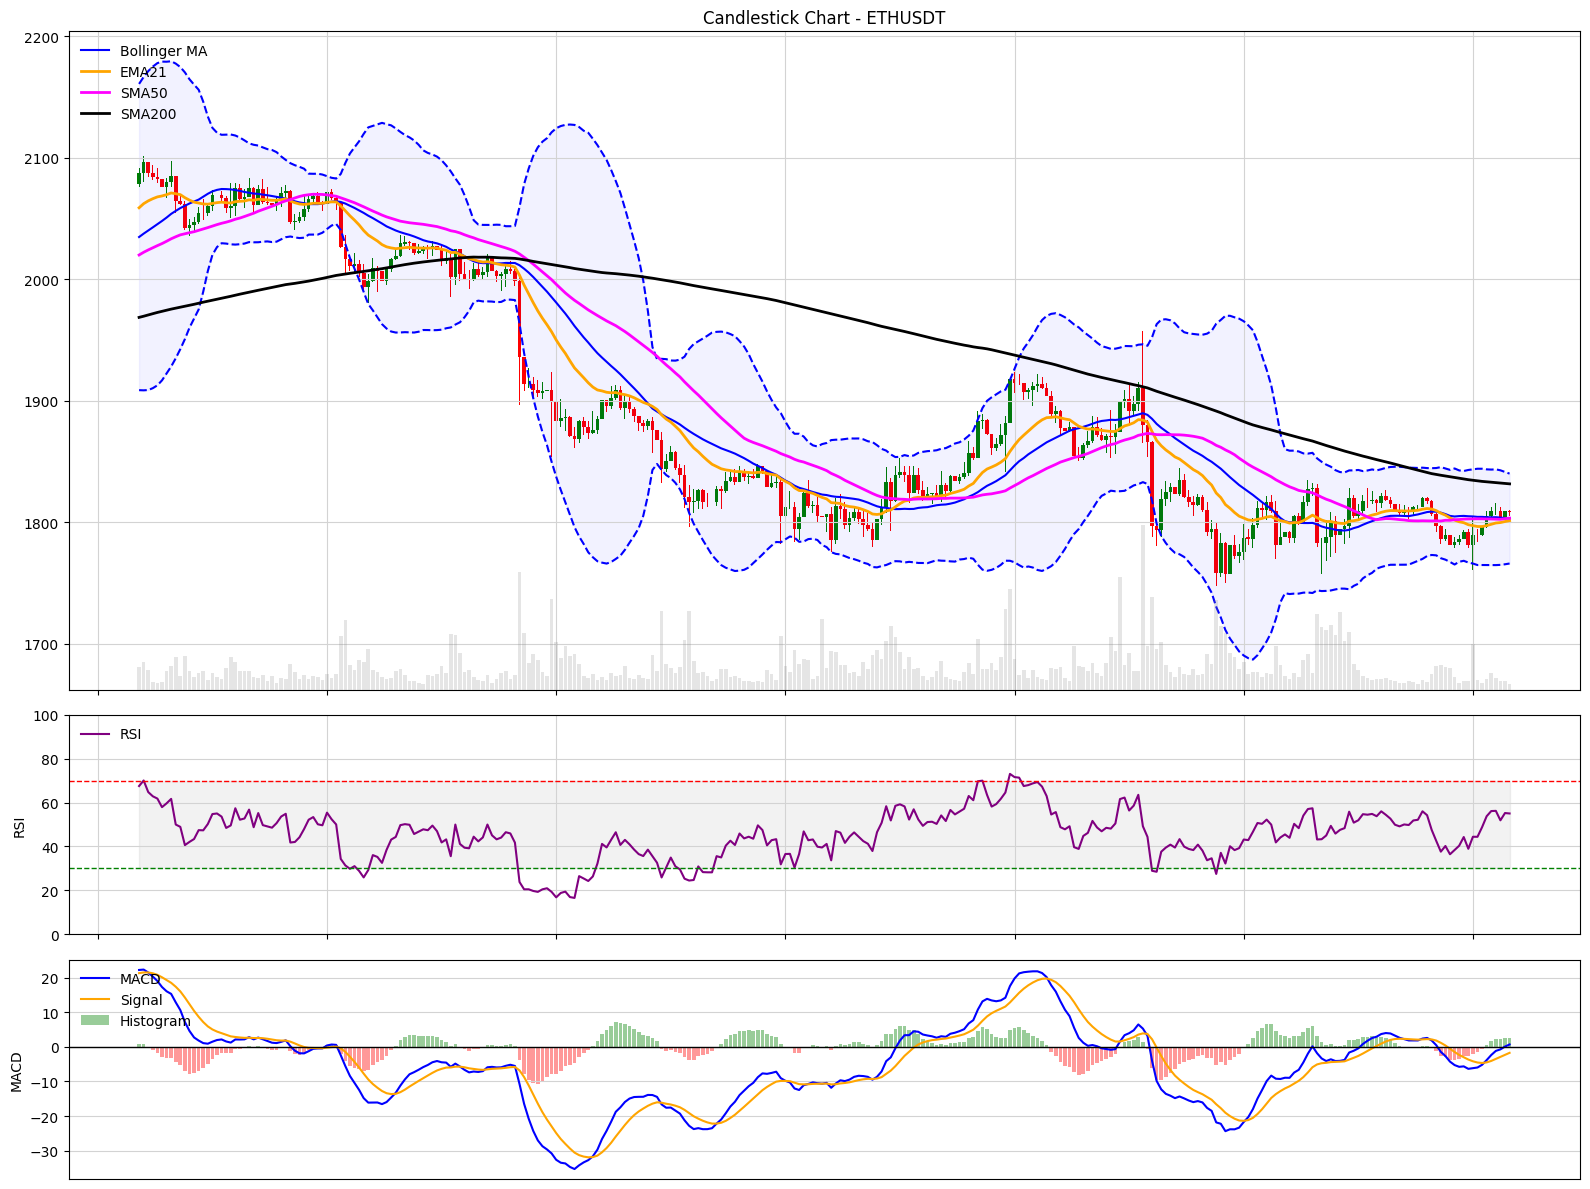 Candlestick Chart - ETHUSDT
2200
2100
2000
1900
1800
1700
Bollinger MA
EMA21
SMA50
SMA200
100
80
60
40
20
0
RSI
RSI
20
10
0
−10
−20
−30
MACD
MACD
Signal
Histogram